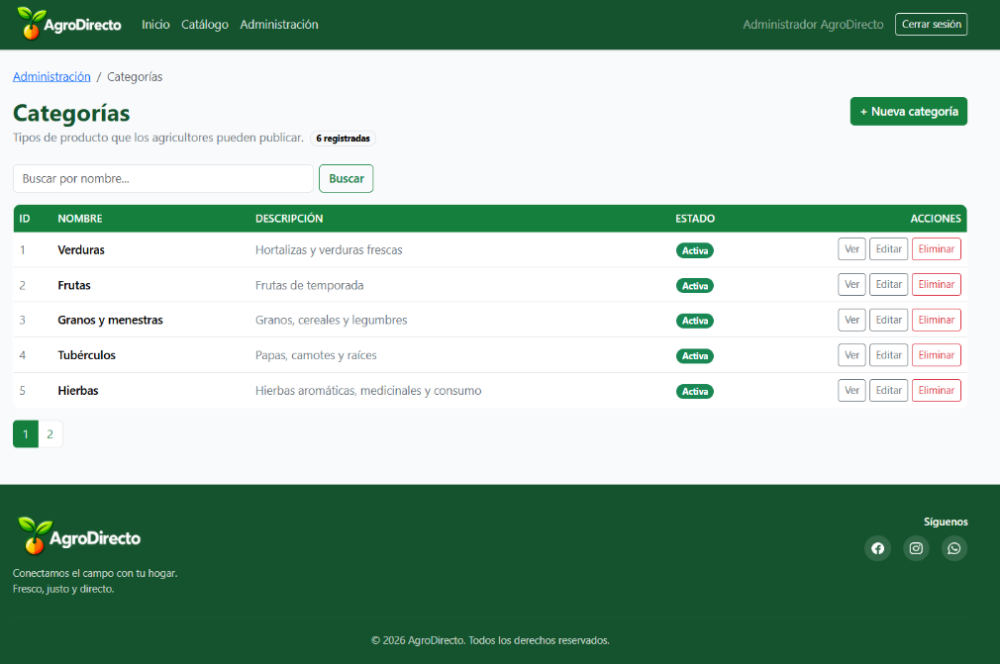 AgroDirecto Inicio Catálogo Administración Administrador AgroDirecto Cerrar sesión
Administración / Categorías
Categorías
+ Nueva categoría
Tipos de producto que los agricultores pueden publicar. 6 registradas
Buscar por nombre... Buscar
ID NOMBRE DESCRIPCIÓN ESTADO ACCIONES
1 Verduras Hortalizas y verduras frescas Activa Ver Editar Eliminar
2 Frutas Frutas de temporada Activa Ver Editar Eliminar
3 Granos y menestras Granos, cereales y legumbres Activa Ver Editar Eliminar
4 Tubérculos Papas, camotes y raíces Activa Ver Editar Eliminar
5 Hierbas Hierbas aromáticas, medicinales y consumo Activa Ver Editar Eliminar
1 2
AgroDirecto
Conectamos el campo con tu hogar.
Fresco, justo y directo.
Síguenos
© 2026 AgroDirecto. Todos los derechos reservados.